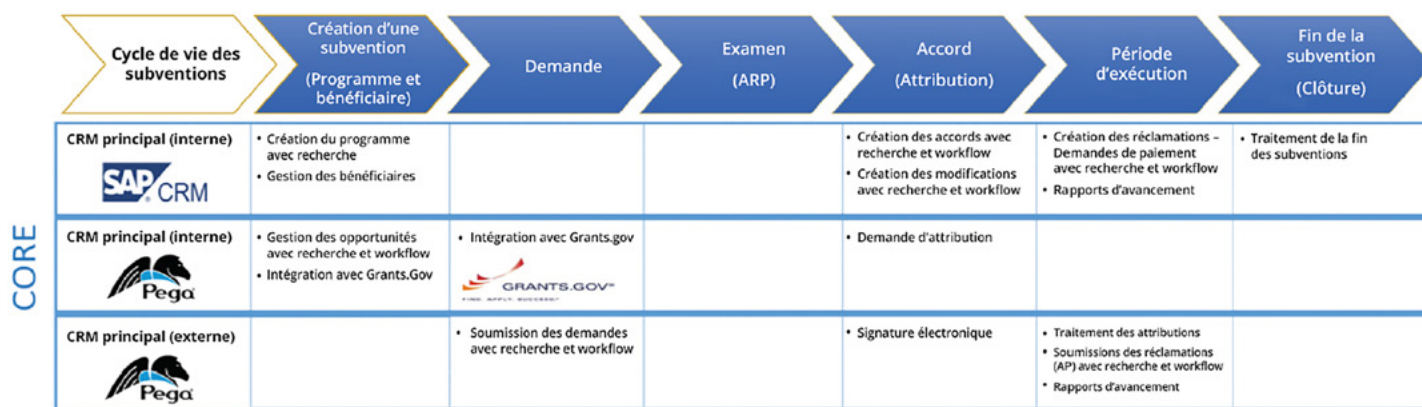 Cycle de vie des
subventions
Création d'une
subvention
(Programme et
bénéficiaire)
Demande
Examen
(ARP)
Accord
(Attribution)
Période
d'exécution
Fin de la
subvention
(Clôture)
CORE
CRM principal (interne)
SAP CRM
• Création du programme
avec recherche
• Gestion des bénéficiaires
• Création des accords avec
recherche et workflow
• Création des modifications
avec recherche et workflow
• Création des réclamations –
Demandes de paiement
avec recherche et workflow
• Rapports d'avancement
• Traitement de la fin
des subventions
CRM principal (interne)
Pega
• Gestion des opportunités
avec recherche et workflow
• Intégration avec Grants.Gov
• Intégration avec Grants.gov
GRANTS.GOV
FIND. APPLY. SUCCEED.
• Demande d'attribution
CRM principal (externe)
Pega
• Soumission des demandes
avec recherche et workflow
• Signature électronique
• Traitement des attributions
• Soumissions des réclamations
(AP) avec recherche et workflow
• Rapports d'avancement